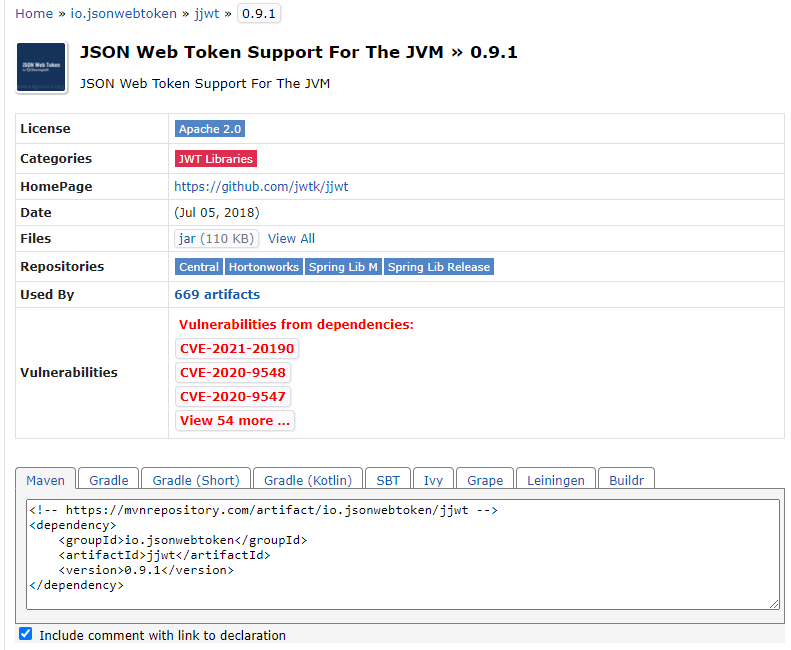 Home » io.jsonwebtoken » jjwt » 0.9.1
JSON Web Token Support For The JVM » 0.9.1
JSON Web Token
JSON Web Token Support For The JVM
License Apache 2.0
Categories JWT Libraries
HomePage https://github.com/jwtk/jjwt
Date (Jul 05, 2018)
Files jar (110 KB) View All
Repositories Central Hortonworks Spring Lib M Spring Lib Release
Used By 669 artifacts
Vulnerabilities from dependencies:
CVE-2021-20190
Vulnerabilities CVE-2020-9548
CVE-2020-9547
View 54 more ...
Maven Gradle Gradle (Short) Gradle (Kotlin) SBT Ivy Grape Leiningen Buildr
<!-- https://mvnrepository.com/artifact/io.jsonwebtoken/jjwt -->
<dependency>
    <groupId>io.jsonwebtoken</groupId>
    <artifactId>jjwt</artifactId>
    <version>0.9.1</version>
</dependency>
Include comment with link to declaration